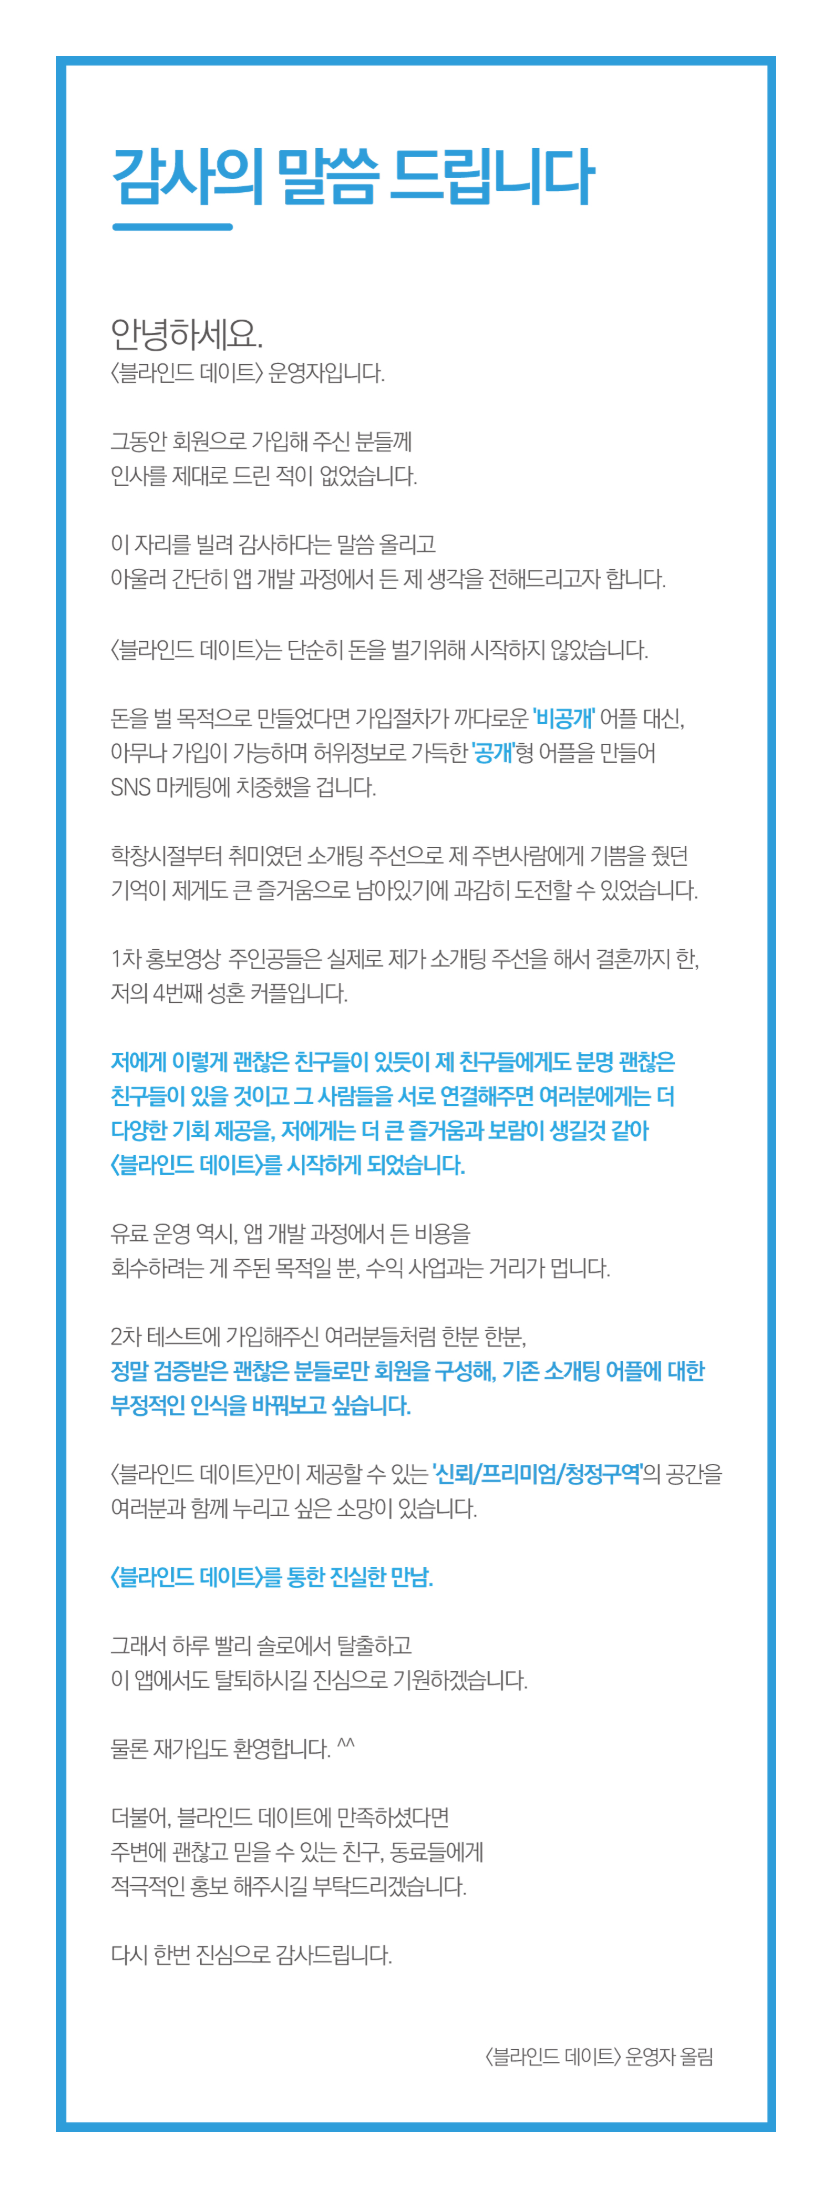 감사의 말씀 드립니다
안녕하세요.
〈블라인드 데이트〉 운영자입니다.
그동안 회원으로 가입해 주신 분들께
인사를 제대로 드린 적이 없었습니다.
이 자리를 빌려 감사하다는 말씀 올리고
아울러 간단히 앱 개발 과정에서 든 제 생각을 전해드리고자 합니다.
〈블라인드 데이트〉는 단순히 돈을 벌기위해 시작하지 않았습니다.
돈을 벌 목적으로 만들었다면 가입절차가 까다로운 '비공개' 어플 대신,
아무나 가입이 가능하며 허위정보로 가득한 '공개'형 어플을 만들어
SNS 마케팅에 치중했을 겁니다.
학창시절부터 취미였던 소개팅 주선으로 제 주변사람에게 기쁨을 줬던
기억이 제게도 큰 즐거움으로 남아있기에 과감히 도전할 수 있었습니다.
1차 홍보영상 주인공들은 실제로 제가 소개팅 주선을 해서 결혼까지 한,
저의 4번째 성혼 커플입니다.
저에게 이렇게 괜찮은 친구들이 있듯이 제 친구들에게도 분명 괜찮은
친구들이 있을 것이고 그 사람들을 서로 연결해주면 여러분에게는 더
다양한 기회 제공을, 저에게는 더 큰 즐거움과 보람이 생길것 같아
〈블라인드 데이트〉를 시작하게 되었습니다.
유료 운영 역시, 앱 개발 과정에서 든 비용을
회수하려는 게 주된 목적일 뿐, 수익 사업과는 거리가 멉니다.
2차 테스트에 가입해주신 여러분들처럼 한분 한분,
정말 검증받은 괜찮은 분들로만 회원을 구성해, 기존 소개팅 어플에 대한
부정적인 인식을 바꿔보고 싶습니다.
〈블라인드 데이트〉만이 제공할 수 있는 '신뢰/프리미엄/청정구역'의 공간을
여러분과 함께 누리고 싶은 소망이 있습니다.
〈블라인드 데이트〉를 통한 진실한 만남.
그래서 하루 빨리 솔로에서 탈출하고
이 앱에서도 탈퇴하시길 진심으로 기원하겠습니다.
물론 재가입도 환영합니다. ^^
더불어, 블라인드 데이트에 만족하셨다면
주변에 괜찮고 믿을 수 있는 친구, 동료들에게
적극적인 홍보 해주시길 부탁드리겠습니다.
다시 한번 진심으로 감사드립니다.
〈블라인드 데이트〉 운영자 올림